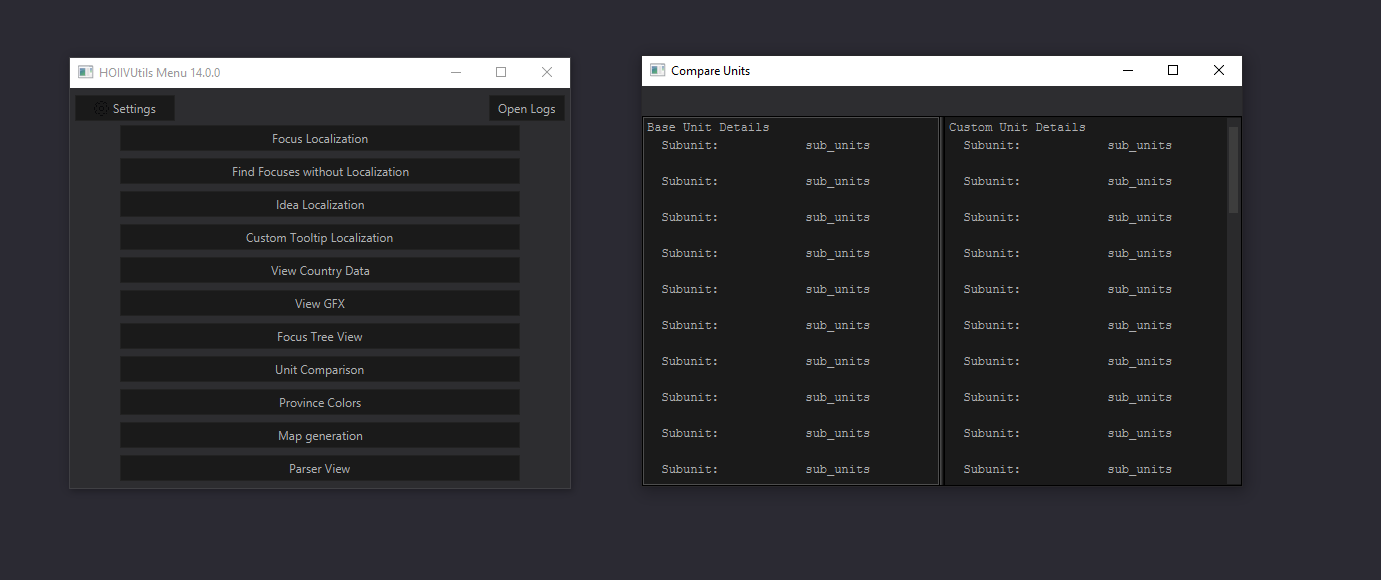 HOIIVUtils Menu 14.0.0
Settings
Open Logs
Focus Localization
Find Focuses without Localization
Idea Localization
Custom Tooltip Localization
View Country Data
View GFX
Focus Tree View
Unit Comparison
Province Colors
Map generation
Parser View
Compare Units
Base Unit Details
Subunit: sub_units
Subunit: sub_units
Subunit: sub_units
Subunit: sub_units
Subunit: sub_units
Subunit: sub_units
Subunit: sub_units
Subunit: sub_units
Subunit: sub_units
Subunit: sub_units
Custom Unit Details
Subunit: sub_units
Subunit: sub_units
Subunit: sub_units
Subunit: sub_units
Subunit: sub_units
Subunit: sub_units
Subunit: sub_units
Subunit: sub_units
Subunit: sub_units
Subunit: sub_units